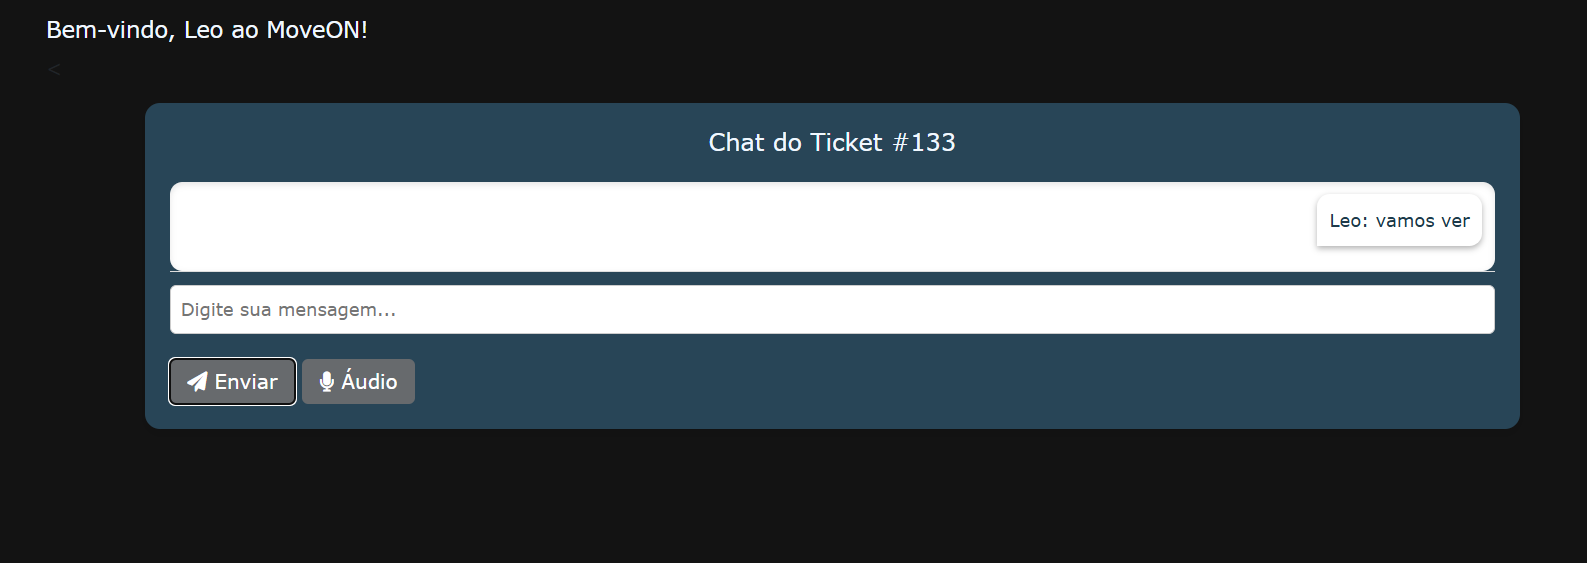 Bem-vindo, Leo ao MoveON!
<
Chat do Ticket #133
Leo: vamos ver
Digite sua mensagem...
Enviar Áudio